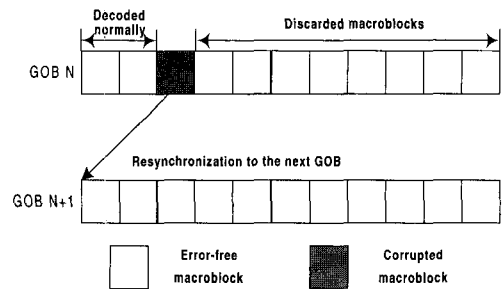 Decoded
normally
Discarded macroblocks
GOB N
Resynchronization to the next GOB
GOB N+1
Error-free
macroblock
Corrupted
macroblock